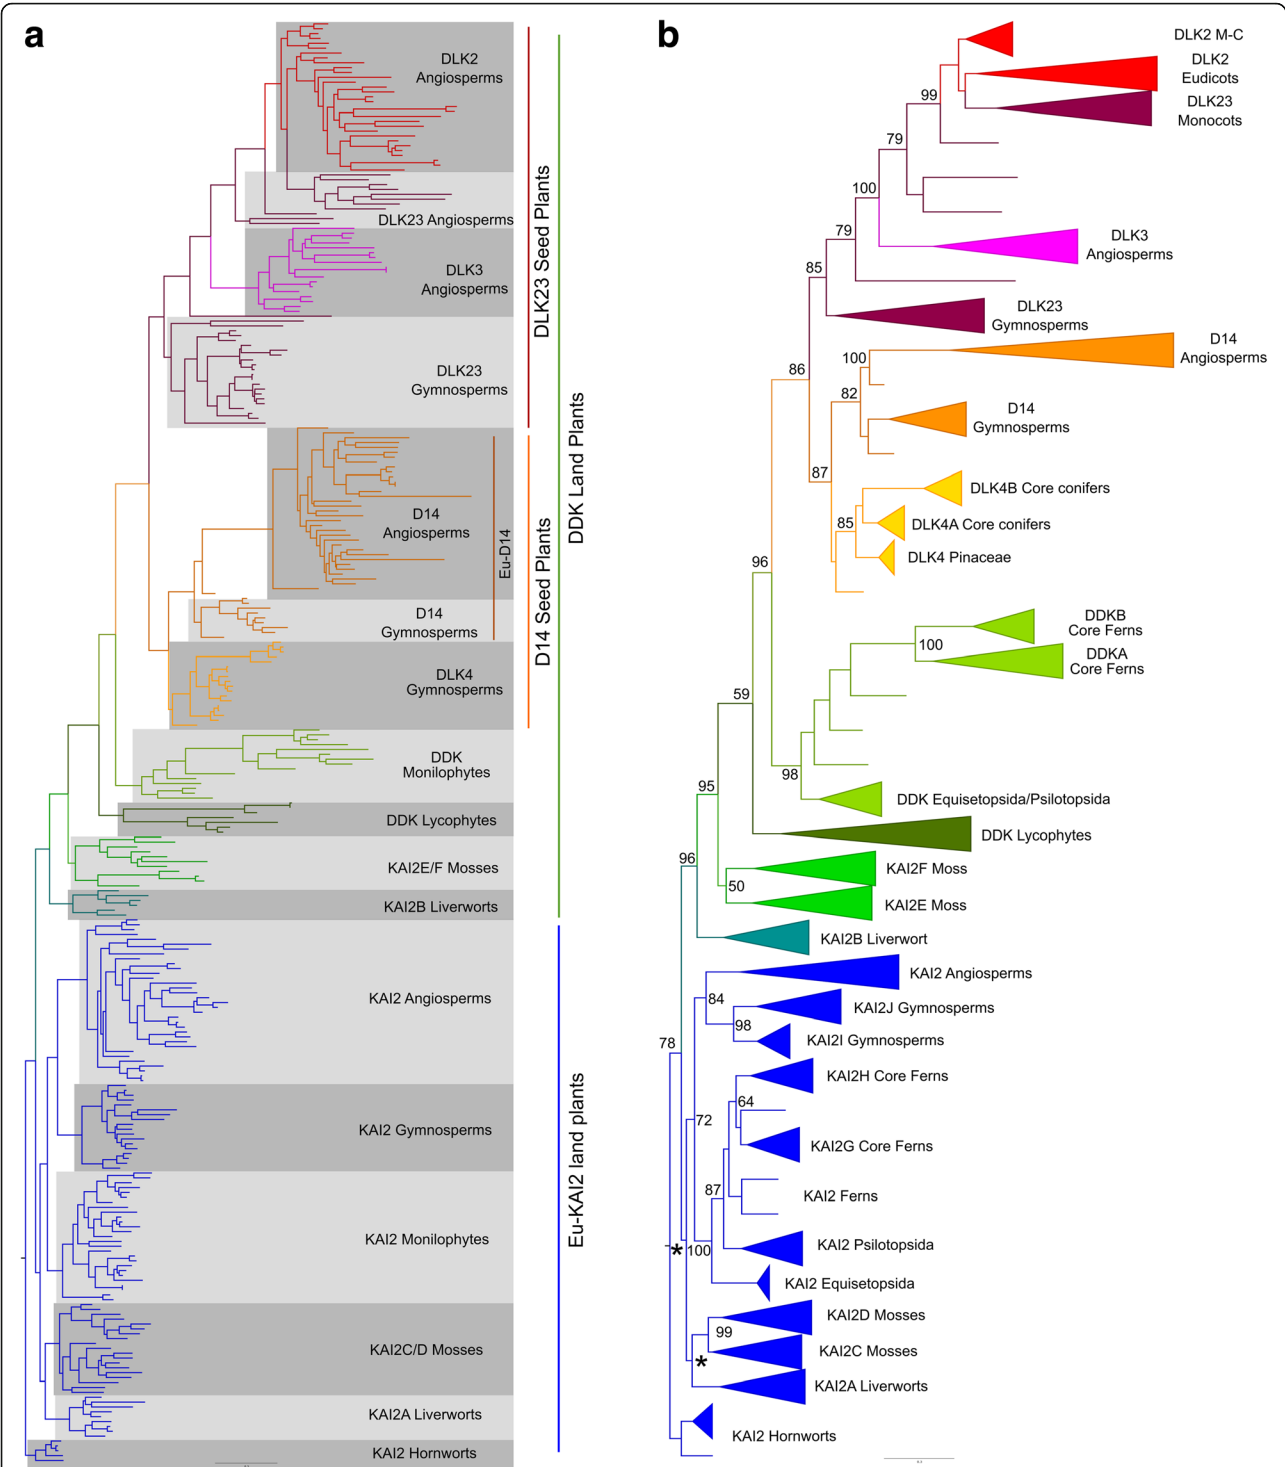 a
DLK2
Angiosperms
DLK23 Angiosperms
DLK3
Angiosperms
DLK23
Gymnosperms
D14
Angiosperms
D14
Gymnosperms
DLK4
Gymnosperms
DDK
Monilophytes
DDK Lycophytes
KAI2E/F Mosses
KAI2B Liverworts
KAI2 Angiosperms
KAI2 Gymnosperms
KAI2 Monilophytes
KAI2C/D Mosses
KAI2A Liverworts
KAI2 Hornworts
Eu-D14
DLK23 Seed Plants
D14 Seed Plants
DDK Land Plants
Eu-KAI2 land plants
b
DLK2 M-C
DLK2
Eudicots
99
DLK23
Monocots
79
100
79
DLK3
Angiosperms
85
DLK23
Gymnosperms
86
100
D14
Angiosperms
82
D14
Gymnosperms
87
DLK4B Core conifers
85
DLK4A Core conifers
DLK4 Pinaceae
96
DDKB
Core Ferns
100
DDKA
Core Ferns
59
98
DDK Equisetopsida/Psilotopsida
95
DDK Lycophytes
96
KAI2F Moss
50
KAI2E Moss
KAI2B Liverwort
KAI2 Angiosperms
84
KAI2J Gymnosperms
98
KAI2I Gymnosperms
78
KAI2H Core Ferns
64
72
KAI2G Core Ferns
87
KAI2 Ferns
KAI2 Psilotopsida
*
100
KAI2 Equisetopsida
KAI2D Mosses
99
KAI2C Mosses
*
KAI2A Liverworts
KAI2 Hornworts